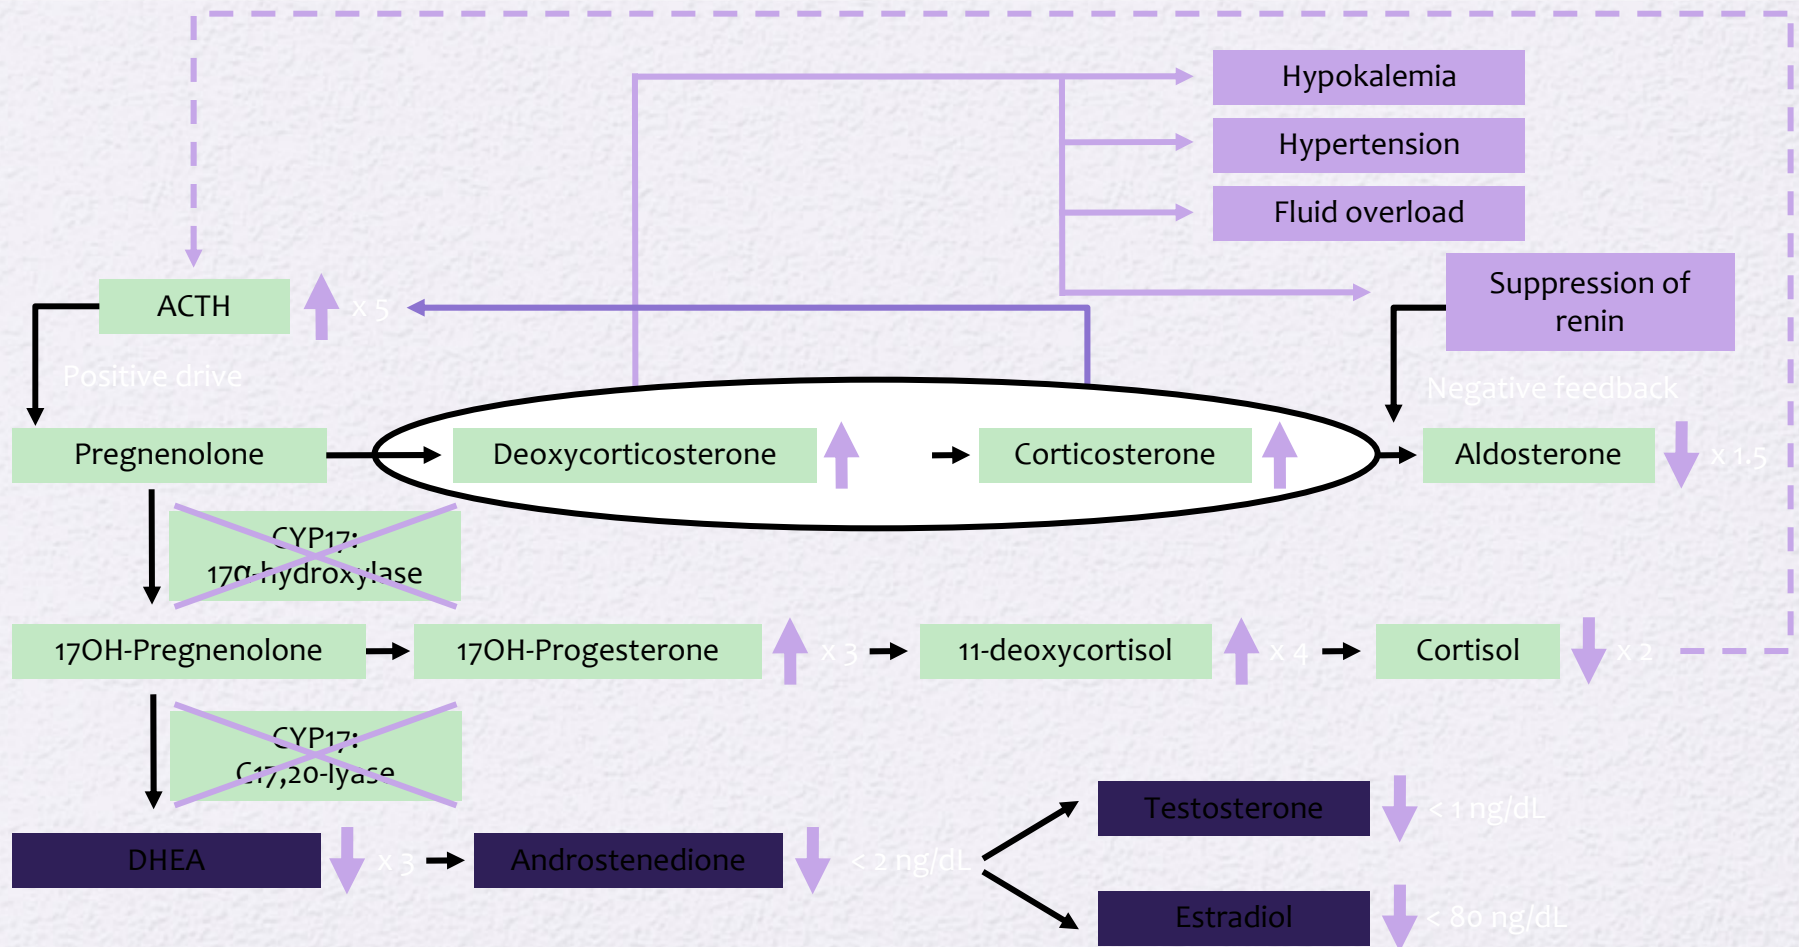 Hypokalemia
Hypertension
Fluid overload
Suppression of
renin
ACTH
x 5
Positive drive
Negative feedback
Pregnenolone
Deoxycorticosterone
Corticosterone
Aldosterone
x 1.5
CYP17:
17α-hydroxylase
17OH-Pregnenolone
17OH-Progesterone
x 3
11-deoxycortisol
x 4
Cortisol
x 2
CYP17:
C17,20-lyase
Testosterone
< 1 ng/dL
DHEA
x 3
Androstenedione
< 2 ng/dL
Estradiol
< 80 ng/dL